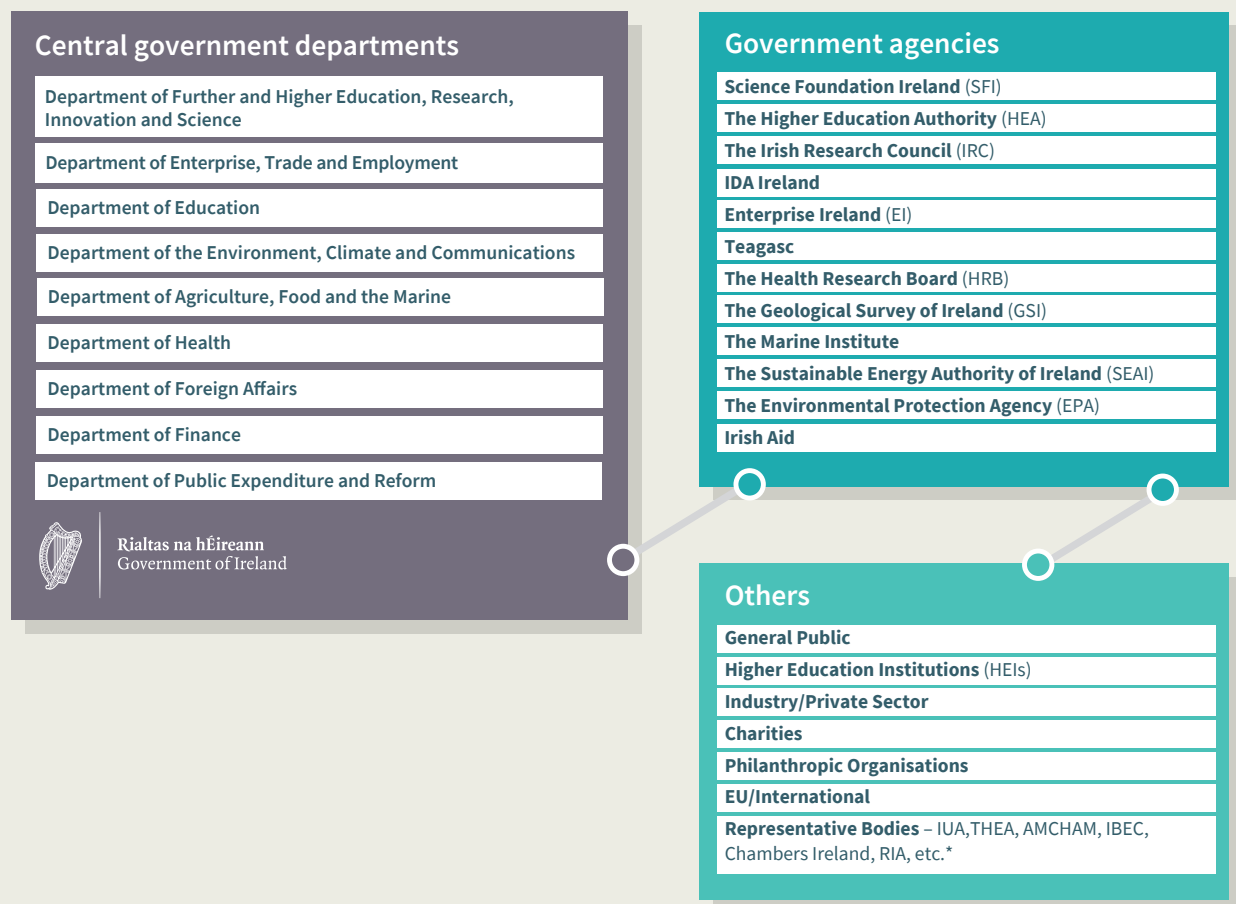 Central government departments
Department of Further and Higher Education, Research,
Innovation and Science
Department of Enterprise, Trade and Employment
Department of Education
Department of the Environment, Climate and Communications
Department of Agriculture, Food and the Marine
Department of Health
Department of Foreign Affairs
Department of Finance
Department of Public Expenditure and Reform
Rialtas na hÉireann
Government of Ireland
Government agencies
Science Foundation Ireland (SFI)
The Higher Education Authority (HEA)
The Irish Research Council (IRC)
IDA Ireland
Enterprise Ireland (EI)
Teagasc
The Health Research Board (HRB)
The Geological Survey of Ireland (GSI)
The Marine Institute
The Sustainable Energy Authority of Ireland (SEAI)
The Environmental Protection Agency (EPA)
Irish Aid
Others
General Public
Higher Education Institutions (HEIs)
Industry/Private Sector
Charities
Philanthropic Organisations
EU/International
Representative Bodies – IUA,THEA, AMCHAM, IBEC,
Chambers Ireland, RIA, etc.*